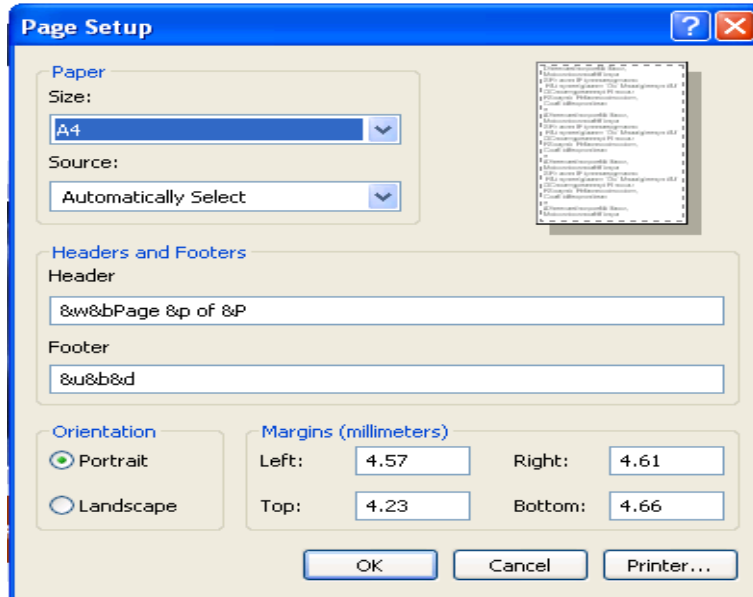 Page Setup
Paper
Size:
A4
Source:
Automatically Select
Headers and Footers
Header
&w&bPage &p of &P
Footer
&u&b&d
Orientation
Portrait
Landscape
Margins (millimeters)
Left: 4.57 Right: 4.61
Top: 4.23 Bottom: 4.66
OK Cancel Printer...